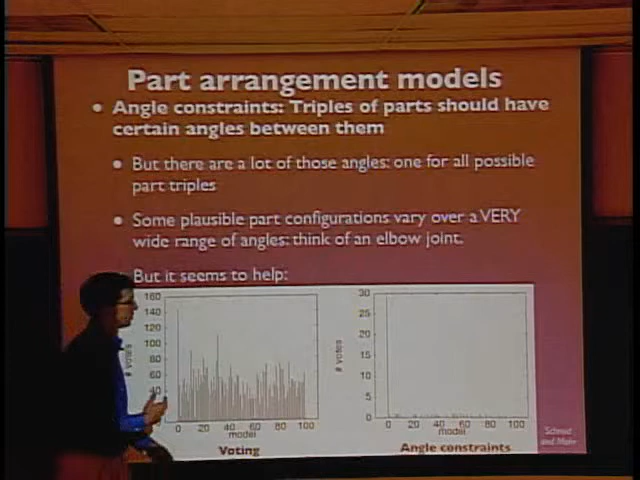 Part arrangement models
• Angle constraints: Triples of parts should have
certain angles between them
• But there are a lot of those angles: one for all possible
part triples
• Some plausible part configurations vary over a VERY
wide range of angles: think of an elbow joint.
But it seems to help:
160
140
120
100
80
60
40
# votes
0 20 40 60 80 100
model
Voting
30
25
20
15
10
5
0
# votes
0 20 40 60 80 100
model
Angle constraints
Schmid
and Mohr